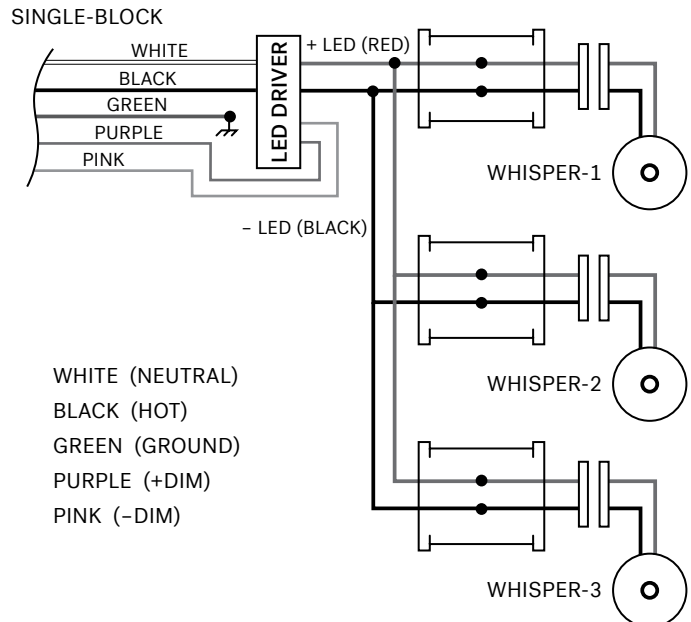 SINGLE-BLOCK
WHITE
BLACK
GREEN
PURPLE
PINK
LED DRIVER
+ LED (RED)
– LED (BLACK)
WHISPER-1
WHISPER-2
WHISPER-3
WHITE (NEUTRAL)
BLACK (HOT)
GREEN (GROUND)
PURPLE (+DIM)
PINK (–DIM)